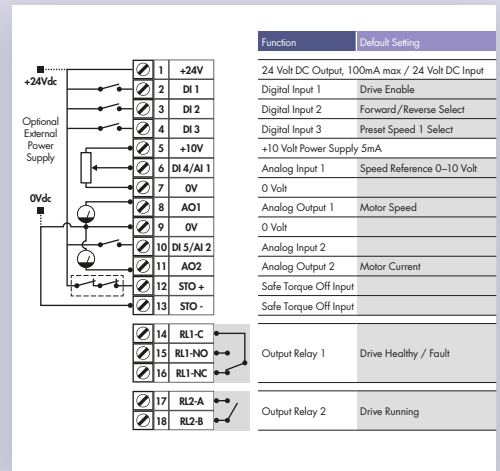 Function Default Setting
+24Vdc
1 +24V 24 Volt DC Output, 100mA max / 24 Volt DC Input
2 DI 1 Digital Input 1 Drive Enable
3 DI 2 Digital Input 2 Forward/Reverse Select
Optional
External
Power
Supply
4 DI 3 Digital Input 3 Preset Speed 1 Select
5 +10V +10 Volt Power Supply 5mA
6 DI 4/AI 1 Analog Input 1 Speed Reference 0–10 Volt
7 0V 0 Volt
0Vdc
8 AO1 Analog Output 1 Motor Speed
9 0V 0 Volt
10 DI 5/AI 2 Analog Input 2
11 AO2 Analog Output 2 Motor Current
12 STO + Safe Torque Off Input
13 STO - Safe Torque Off Input
14 RL1-C
15 RL1-NO Output Relay 1 Drive Healthy / Fault
16 RL1-NC
17 RL2-A
Output Relay 2 Drive Running
18 RL2-B